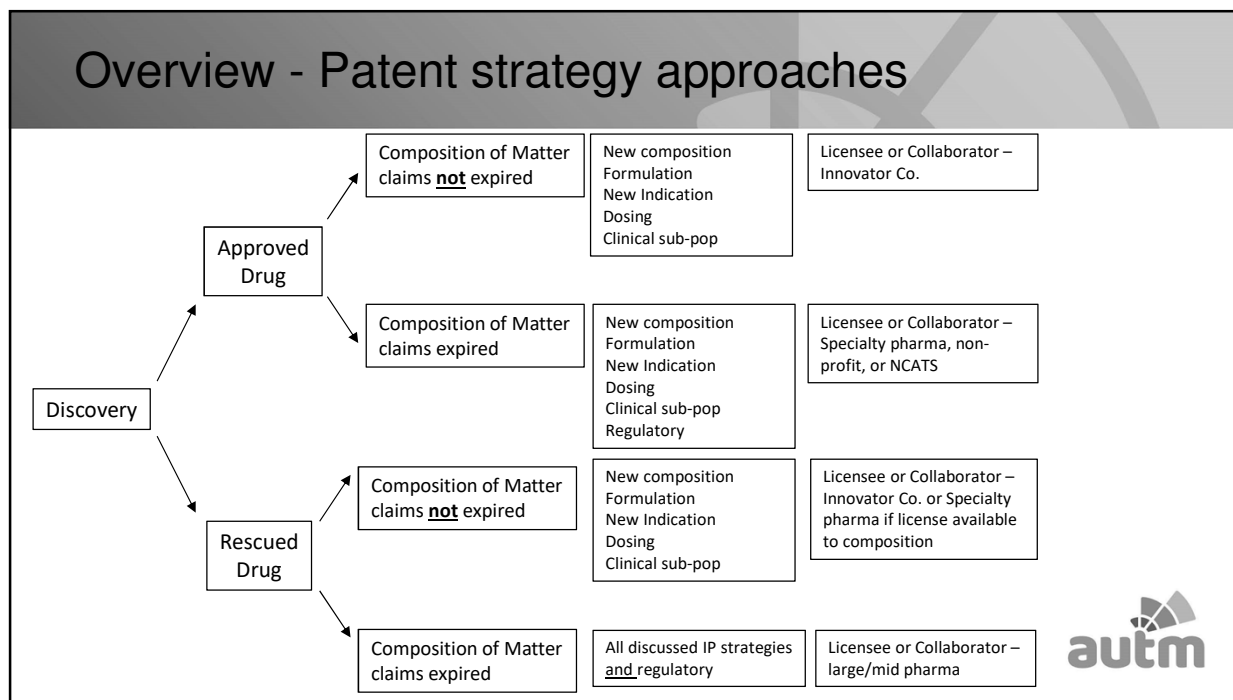 Overview - Patent strategy approaches
Composition of Matter
claims not expired
New composition
Formulation
New Indication
Dosing
Clinical sub-pop
Licensee or Collaborator –
Innovator Co.
Approved
Drug
Composition of Matter
claims expired
New composition
Formulation
New Indication
Dosing
Clinical sub-pop
Regulatory
Licensee or Collaborator –
Specialty pharma, non-
profit, or NCATS
Discovery
Composition of Matter
claims not expired
New composition
Formulation
New Indication
Dosing
Clinical sub-pop
Licensee or Collaborator –
Innovator Co. or Specialty
pharma if license available
to composition
Rescued
Drug
Composition of Matter
claims expired
All discussed IP strategies
and regulatory
Licensee or Collaborator –
large/mid pharma
autm